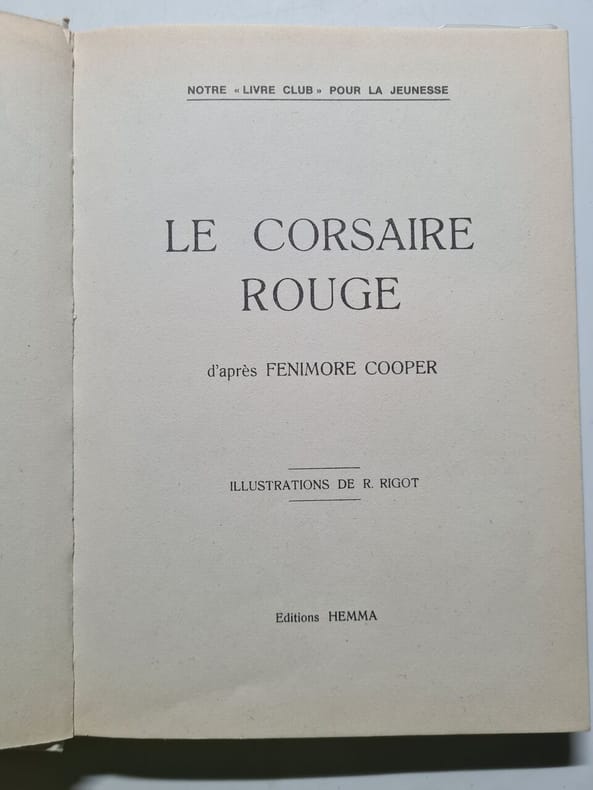 NOTRE «LIVRE CLUB» POUR LA JEUNESSE
LE CORSAIRE
ROUGE
d'après FENIMORE COOPER
ILLUSTRATIONS DE R. RIGOT
Editions HEMMA